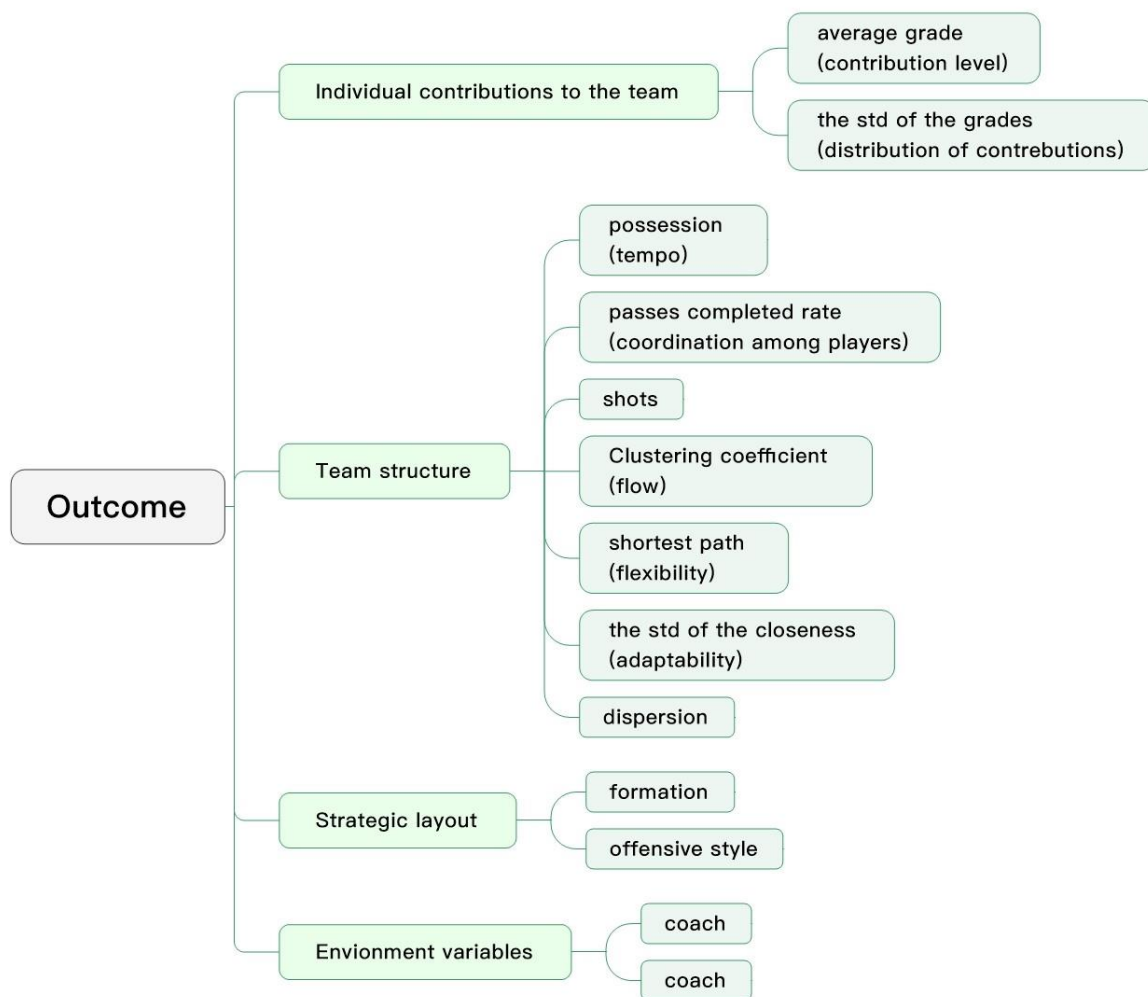 Outcome
Individual contributions to the team
average grade
(contribution level)
the std of the grades
(distribution of contrebutions)
Team structure
possession
(tempo)
passes completed rate
(coordination among players)
shots
Clustering coefficient
(flow)
shortest path
(flexibility)
the std of the closeness
(adaptability)
dispersion
Strategic layout
formation
offensive style
Envionment variables
coach
coach